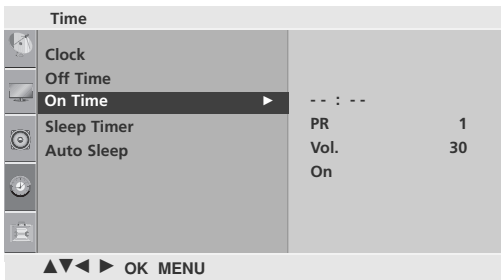 Time
Clock
Off Time
On Time ►
Sleep Timer
Auto Sleep
- - : - -
PR 1
Vol. 30
On
▲▼◄ ► OK MENU